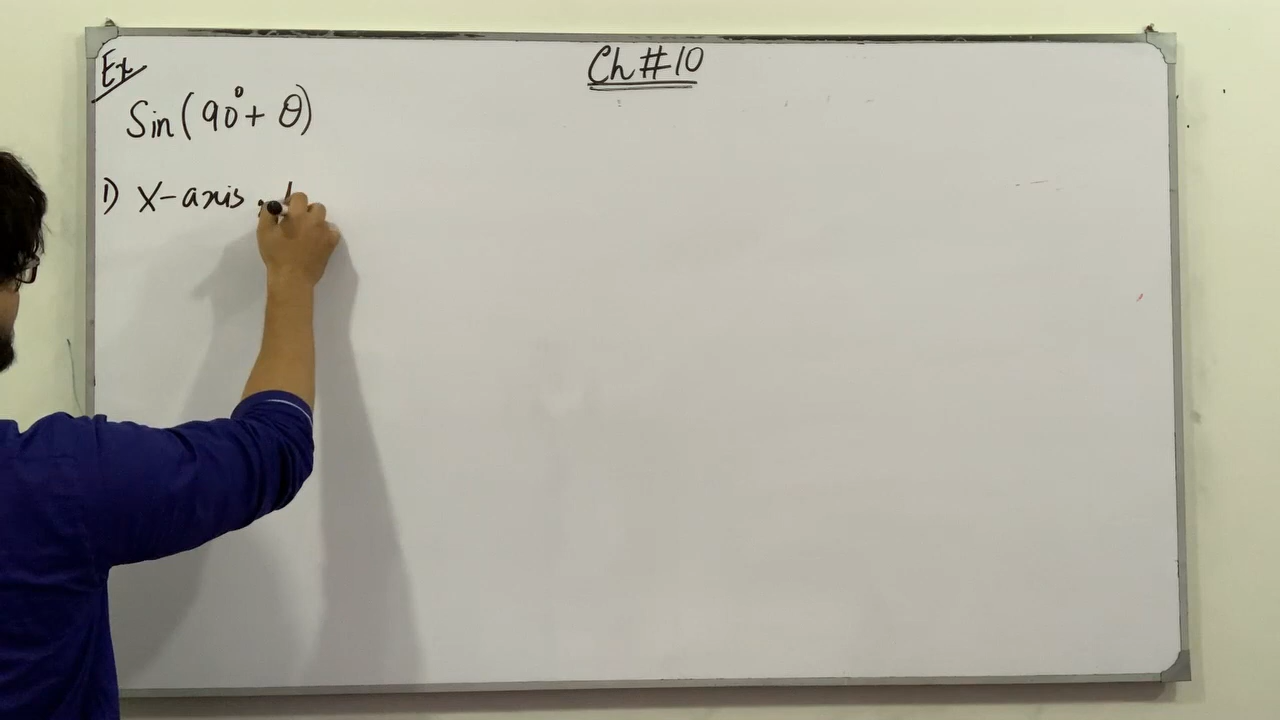 Ch#10
Ex
Sin(90°+ θ)
1) X-axis